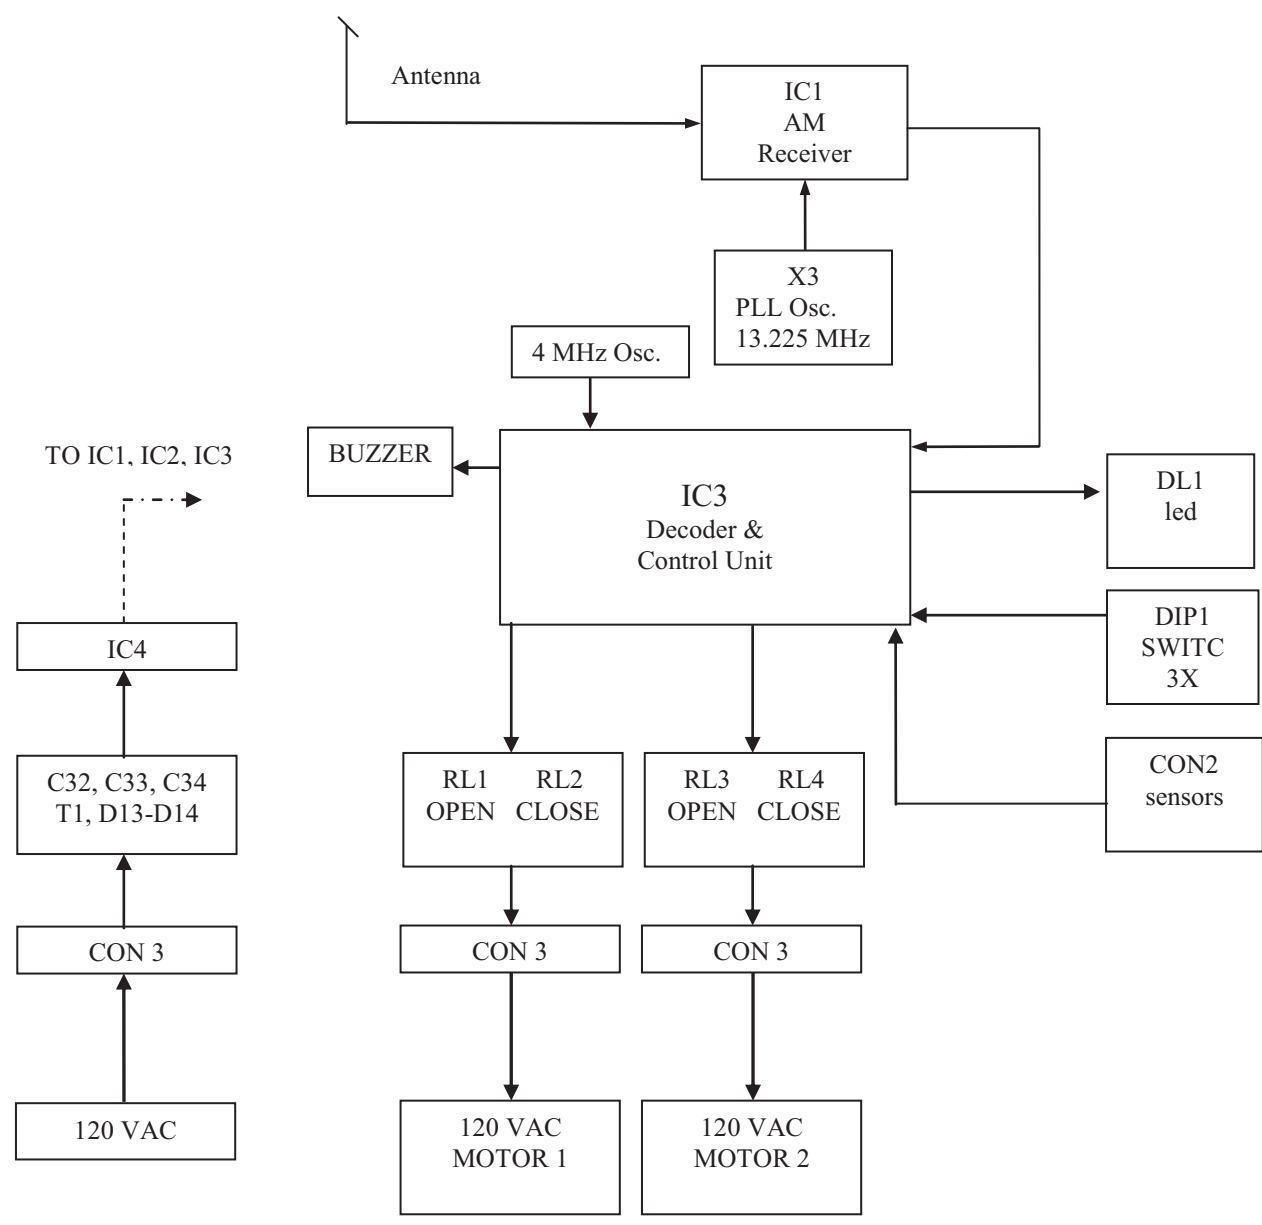 Antenna
IC1
AM
Receiver
X3
PLL Osc.
13.225 MHz
4 MHz Osc.
BUZZER
TO IC1, IC2, IC3
IC3
Decoder &
Control Unit
DL1
led
DIP1
SWITC
3X
IC4
CON2
sensors
C32, C33, C34
T1, D13-D14
RL1 RL2
OPEN CLOSE
RL3 RL4
OPEN CLOSE
CON 3
CON 3
CON 3
120 VAC
120 VAC
MOTOR 1
120 VAC
MOTOR 2